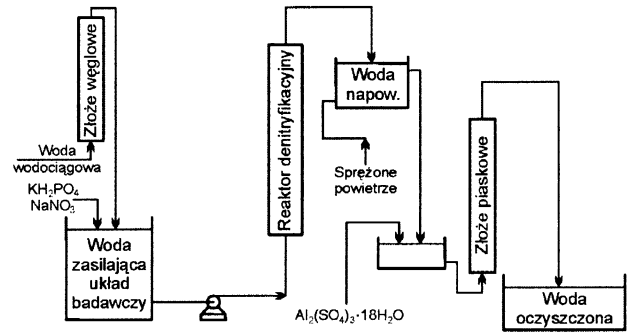 Złoże węglowe
Woda
wodociągowa
KH₂PO₄
NaNO₃
Woda
zasilająca
układ
badawczy
Reaktor denitryfikacyjny
Woda
napow.
Sprężone
powietrze
Al₂(SO₄)₃·18H₂O
Złoże piaskowe
Woda
oczyszczona